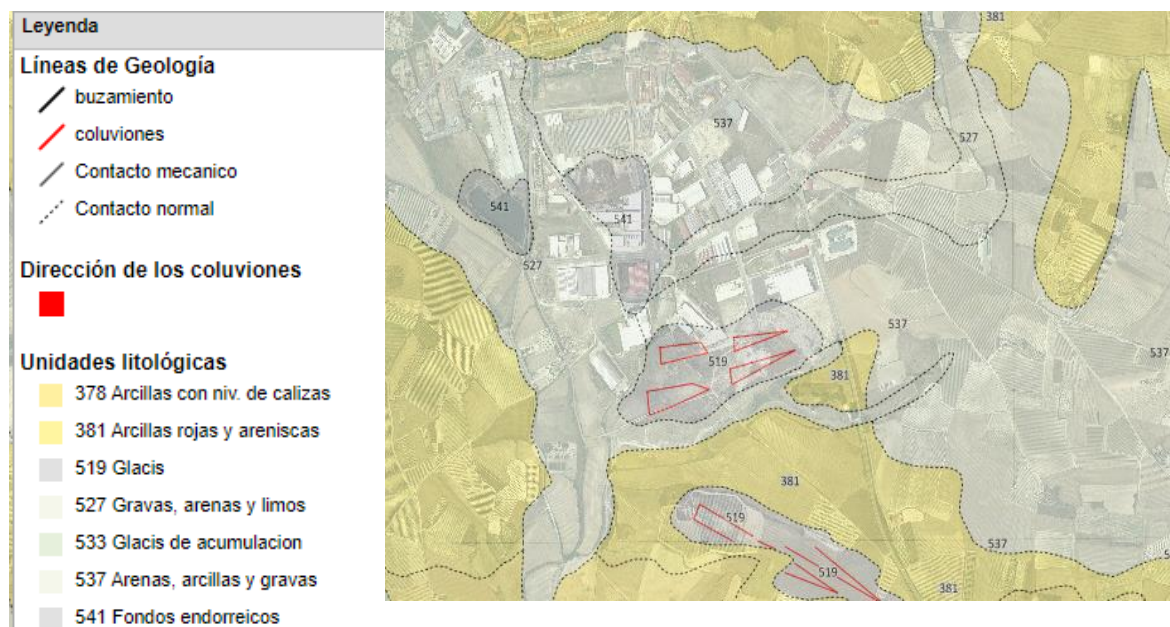 Leyenda
Líneas de Geología
buzamiento
coluviones
Contacto mecanico
Contacto normal
Dirección de los coluviones
Unidades litológicas
378 Arcillas con niv. de calizas
381 Arcillas rojas y areniscas
519 Glacis
527 Gravas, arenas y limos
533 Glacis de acumulacion
537 Arenas, arcillas y gravas
541 Fondos endorreicos
381
537
527
541
541
527
537
537
519
381
381
519
537
519
381